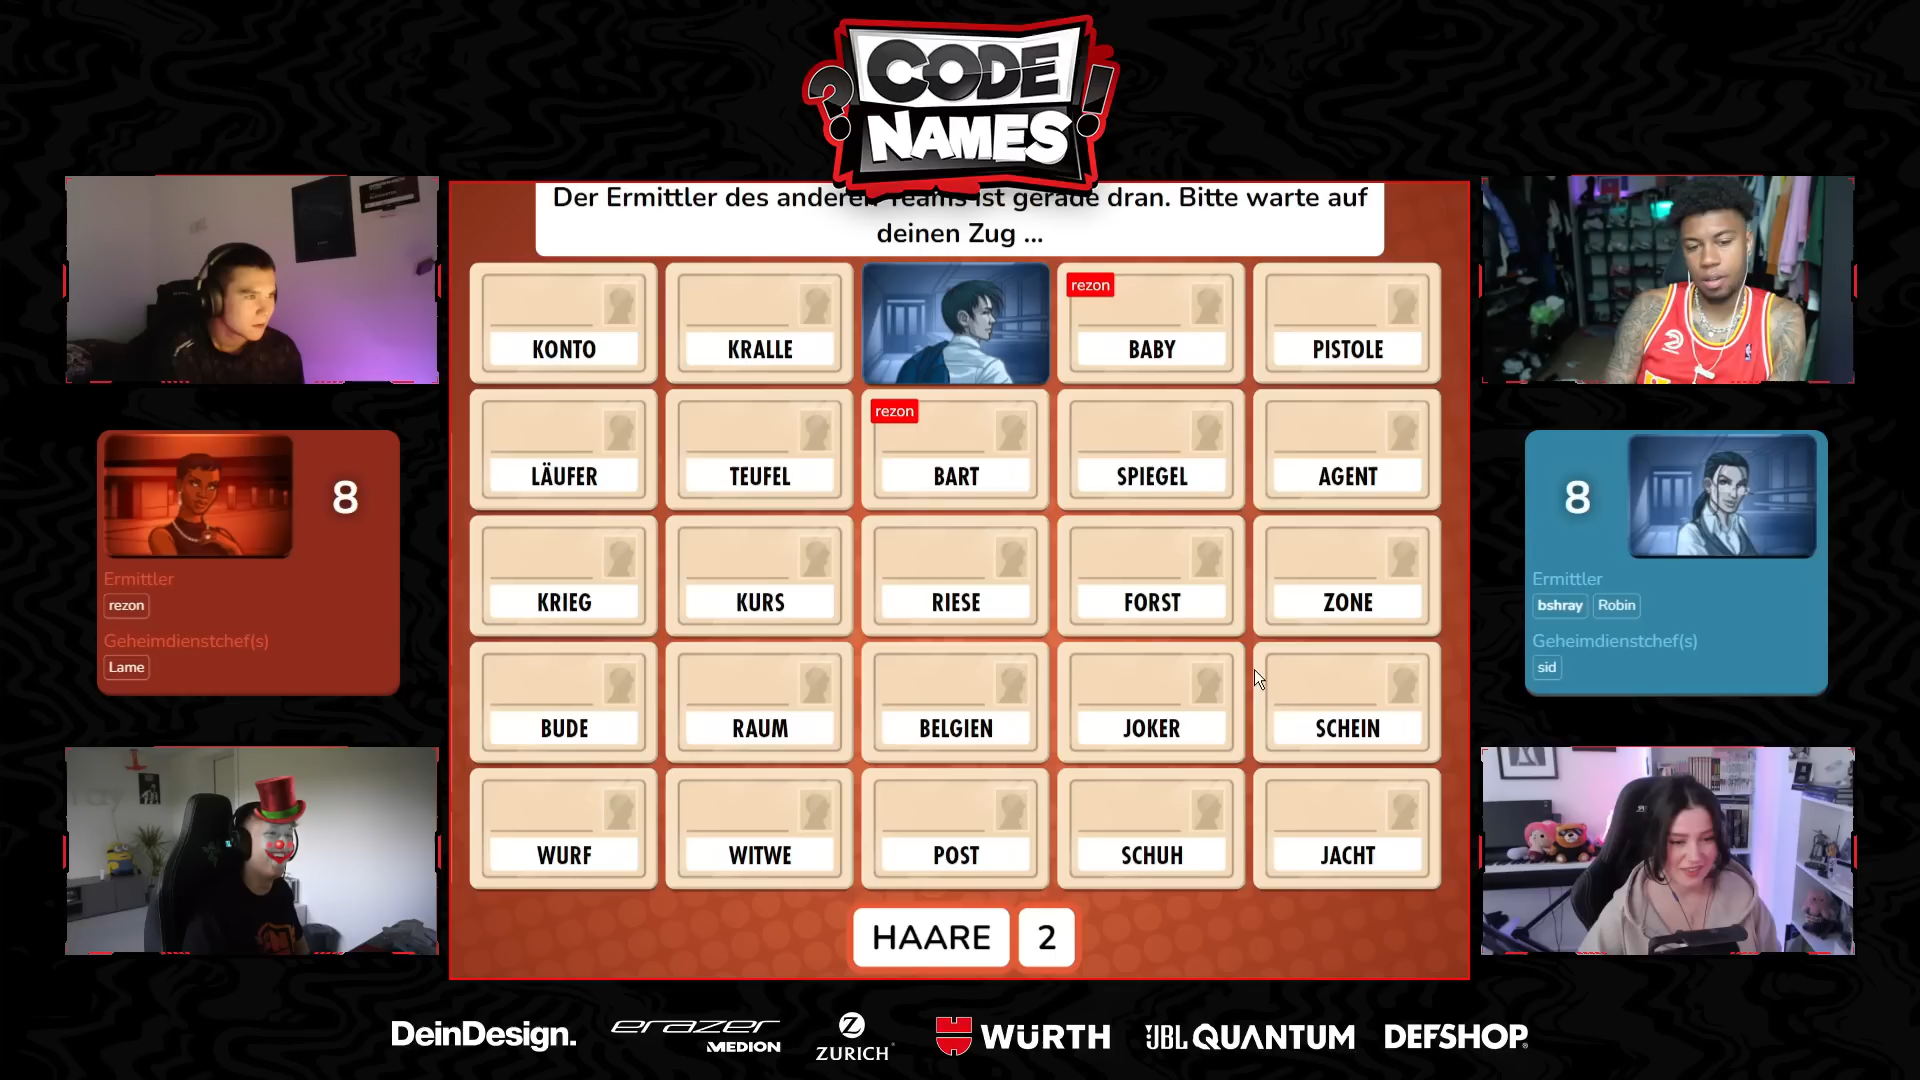 CODE
NAMES
Der Ermittler des anderen Teams ist gerade dran. Bitte warte auf
deinen Zug ...
KONTO
KRALLE
rezon
BABY
PISTOLE
LÄUFER
TEUFEL
rezon
BART
SPIEGEL
AGENT
KRIEG
KURS
RIESE
FORST
ZONE
BUDE
RAUM
BELGIEN
JOKER
SCHEIN
WURF
WITWE
POST
SCHUH
JACHT
HAARE 2
8
Ermittler
rezon
Geheimdienstchef(s)
Lame
8
Ermittler
bshray Robin
Geheimdienstchef(s)
sid
DeinDesign.
erazer
MEDION
Z
ZURICH
WÜRTH
JBL QUANTUM
DEFSHOP